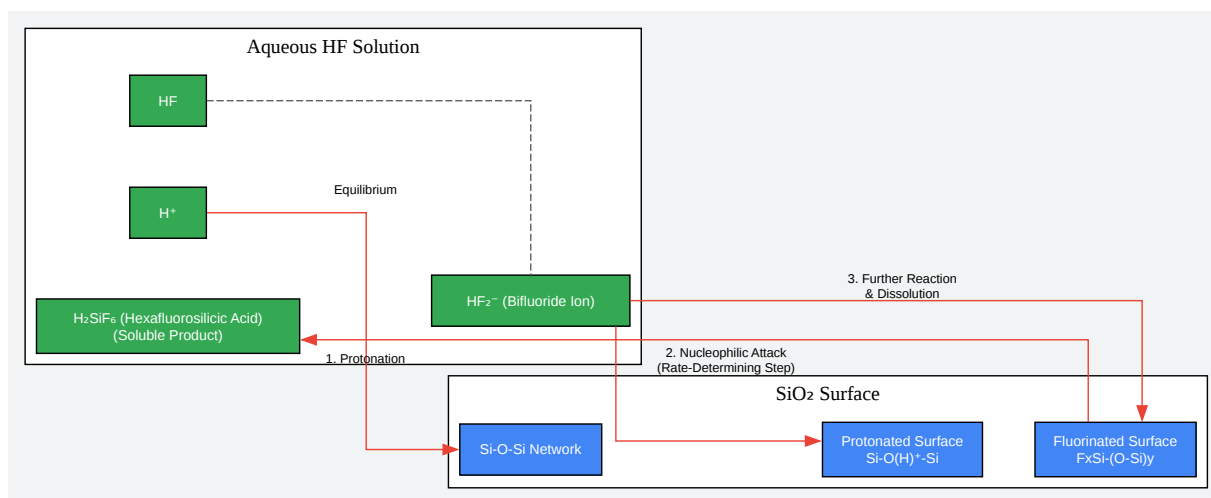 Aqueous HF Solution
HF
H⁺
Equilibrium
HF₂⁻ (Bifluoride Ion)
H₂SiF₆ (Hexafluorosilicic Acid)
(Soluble Product)
3. Further Reaction
& Dissolution
1. Protonation
2. Nucleophilic Attack
(Rate-Determining Step)
SiO₂ Surface
Si-O-Si Network
Protonated Surface
Si-O(H)⁺-Si
Fluorinated Surface
FxSi-(O-Si)y